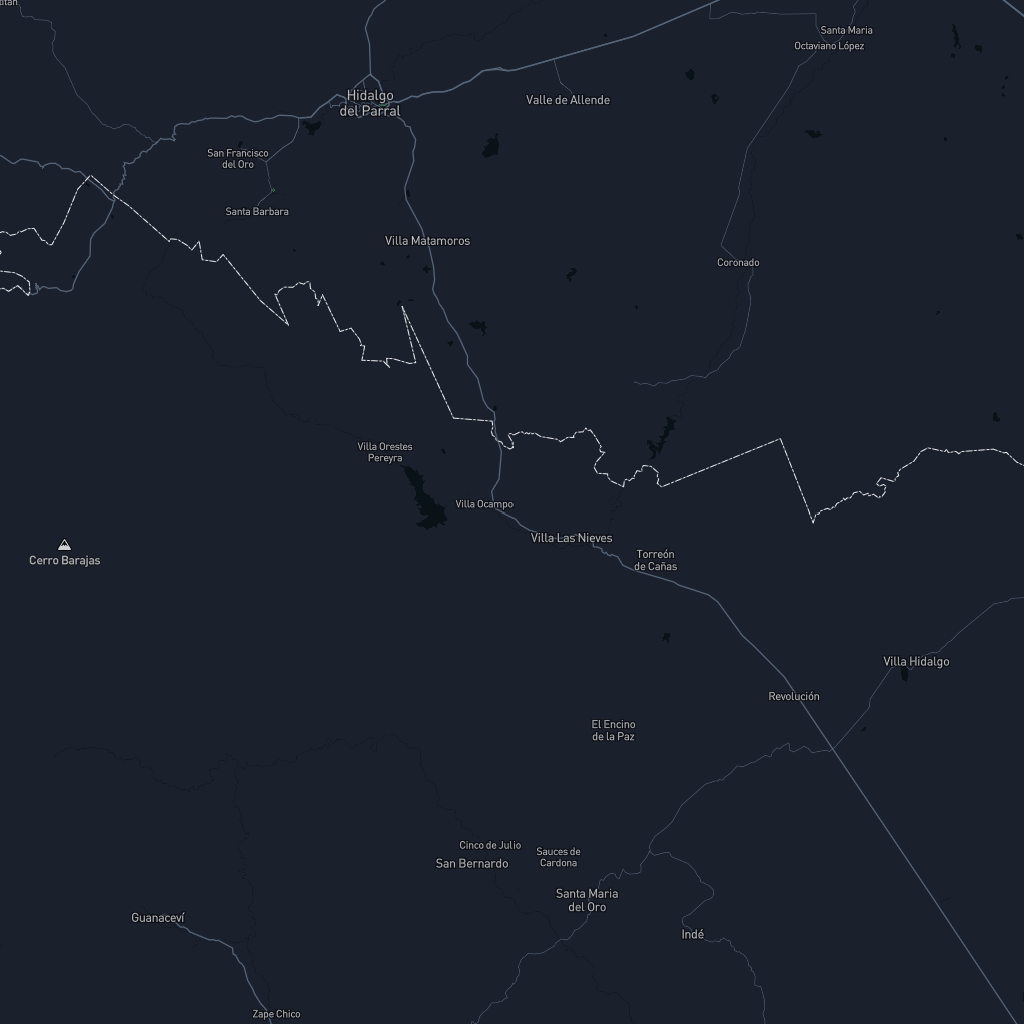 Santa Maria
Octaviano López
Hidalgo
del Parral
Valle de Allende
San Francisco
del Oro
Santa Barbara
Villa Matamoros
Coronado
Villa Orestes
Pereyra
Villa Ocampo
Villa Las Nieves
Torreón
de Cañas
Cerro Barajas
Villa Hidalgo
Revolución
El Encino
de la Paz
Cinco de Julio
Sauces de
Cardona
San Bernardo
Santa Maria
del Oro
Guanaceví
Indé
Zape Chico